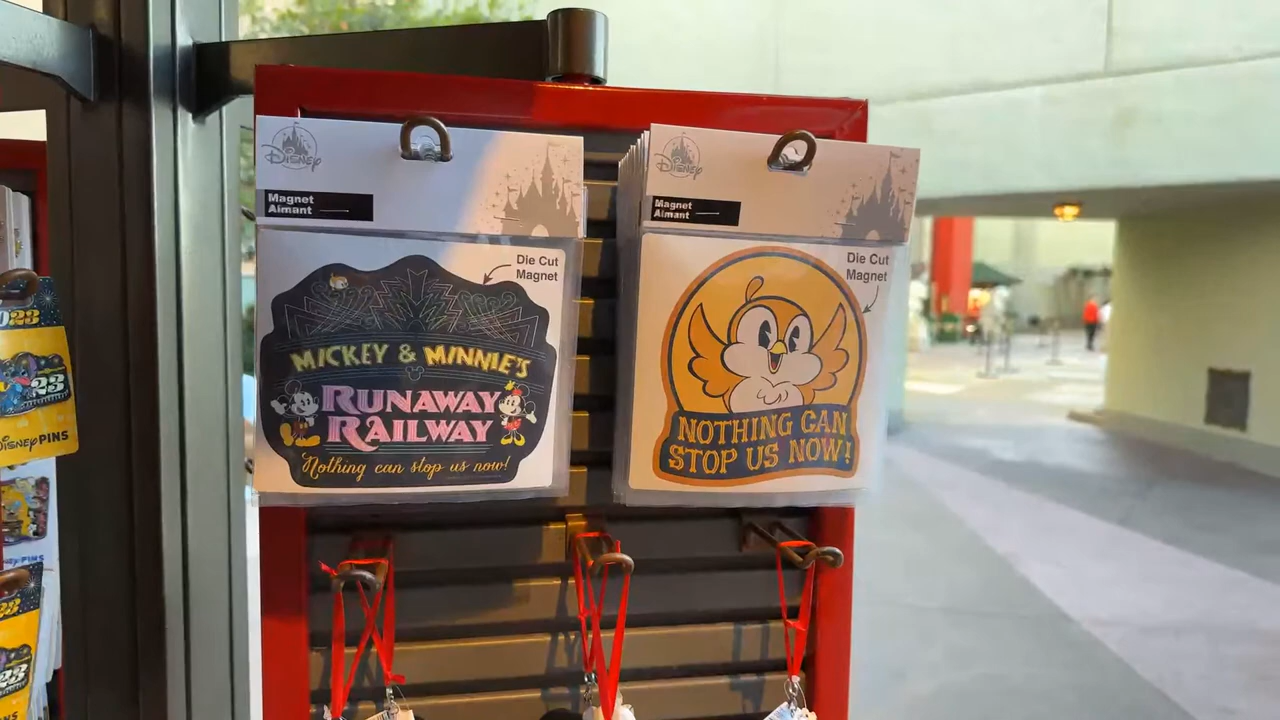 Disney
Magnet
Aimant
Die Cut
Magnet
MICKEY & MINNIE'S
RUNAWAY
RAILWAY
Nothing can stop us now!
Disney
Magnet
Aimant
Die Cut
Magnet
NOTHING CAN
STOP US NOW!
2023
23
Disney PINS
PINS
23